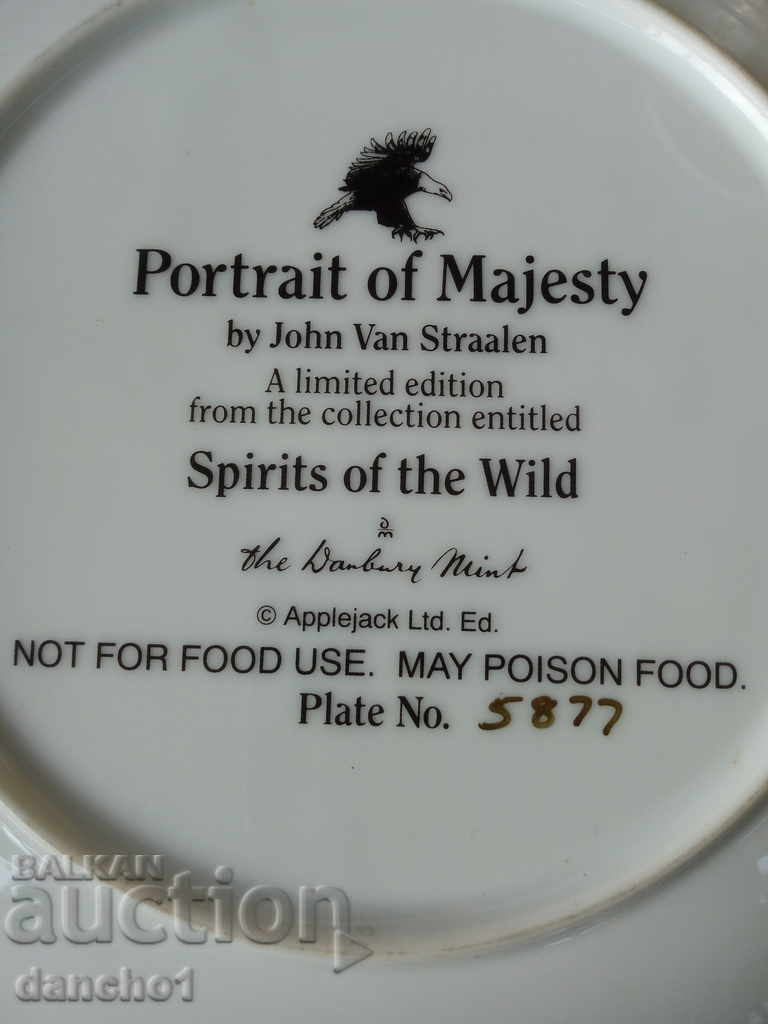 Portrait of Majesty
by John Van Straalen
A limited edition
from the collection entitled
Spirits of the Wild
dm
the Danbury Mint
© Applejack Ltd. Ed.
NOT FOR FOOD USE. MAY POISON FOOD.
Plate No. 5877
BALKAN
auction
dancho1